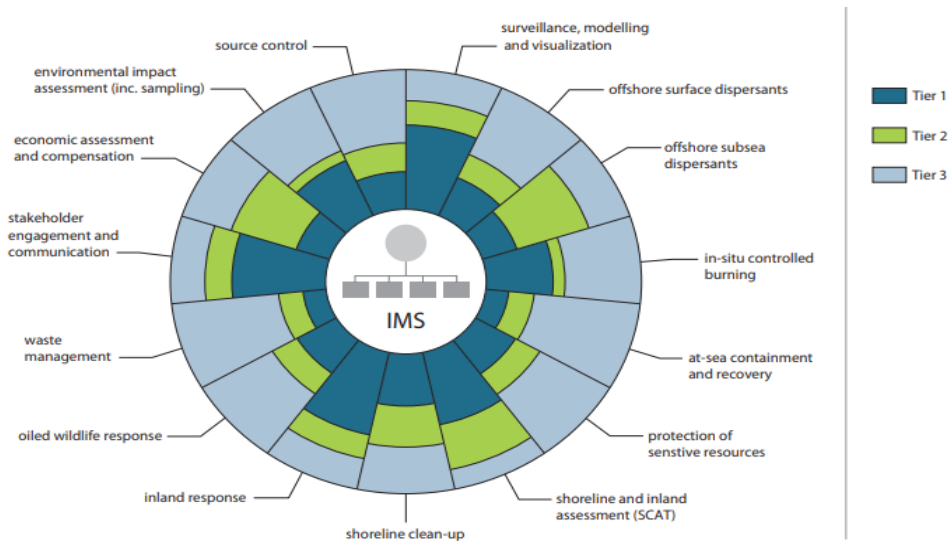 surveillance, modelling
and visualization
offshore surface dispersants
offshore subsea
dispersants
in-situ controlled
burning
at-sea containment
and recovery
protection of
senstive resources
shoreline and inland
assessment (SCAT)
shoreline clean-up
inland response
oiled wildlife response
waste
management
stakeholder
engagement and
communication
economic assessment
and compensation
environmental impact
assessment (inc. sampling)
source control
IMS
Tier 1
Tier 2
Tier 3